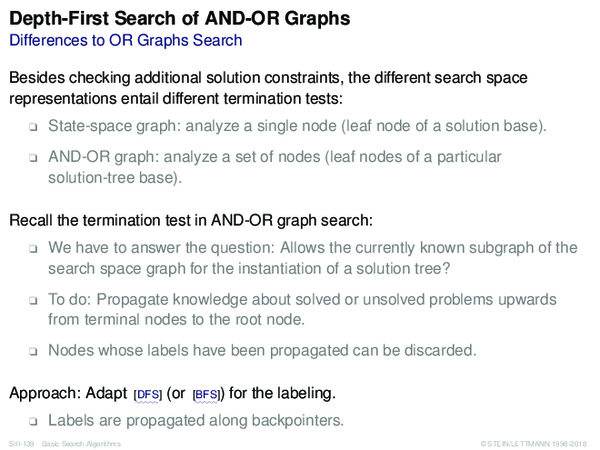 Depth-First Search of AND-OR Graphs
Differences to OR Graphs Search
Besides checking additional solution constraints, the different search space
representations entail different termination tests:
❑ State-space graph: analyze a single node (leaf node of a solution base).
❑ AND-OR graph: analyze a set of nodes (leaf nodes of a particular
solution-tree base).
Recall the termination test in AND-OR graph search:
❑ We have to answer the question: Allows the currently known subgraph of the
search space graph for the instantiation of a solution tree?
❑ To do: Propagate knowledge about solved or unsolved problems upwards
from terminal nodes to the root node.
❑ Nodes whose labels have been propagated can be discarded.
Approach: Adapt [DFS] (or [BFS]) for the labeling.
❑ Labels are propagated along backpointers.
S:II-139 Basic Search Algorithms ©STEIN/LETTMANN 1998-2018